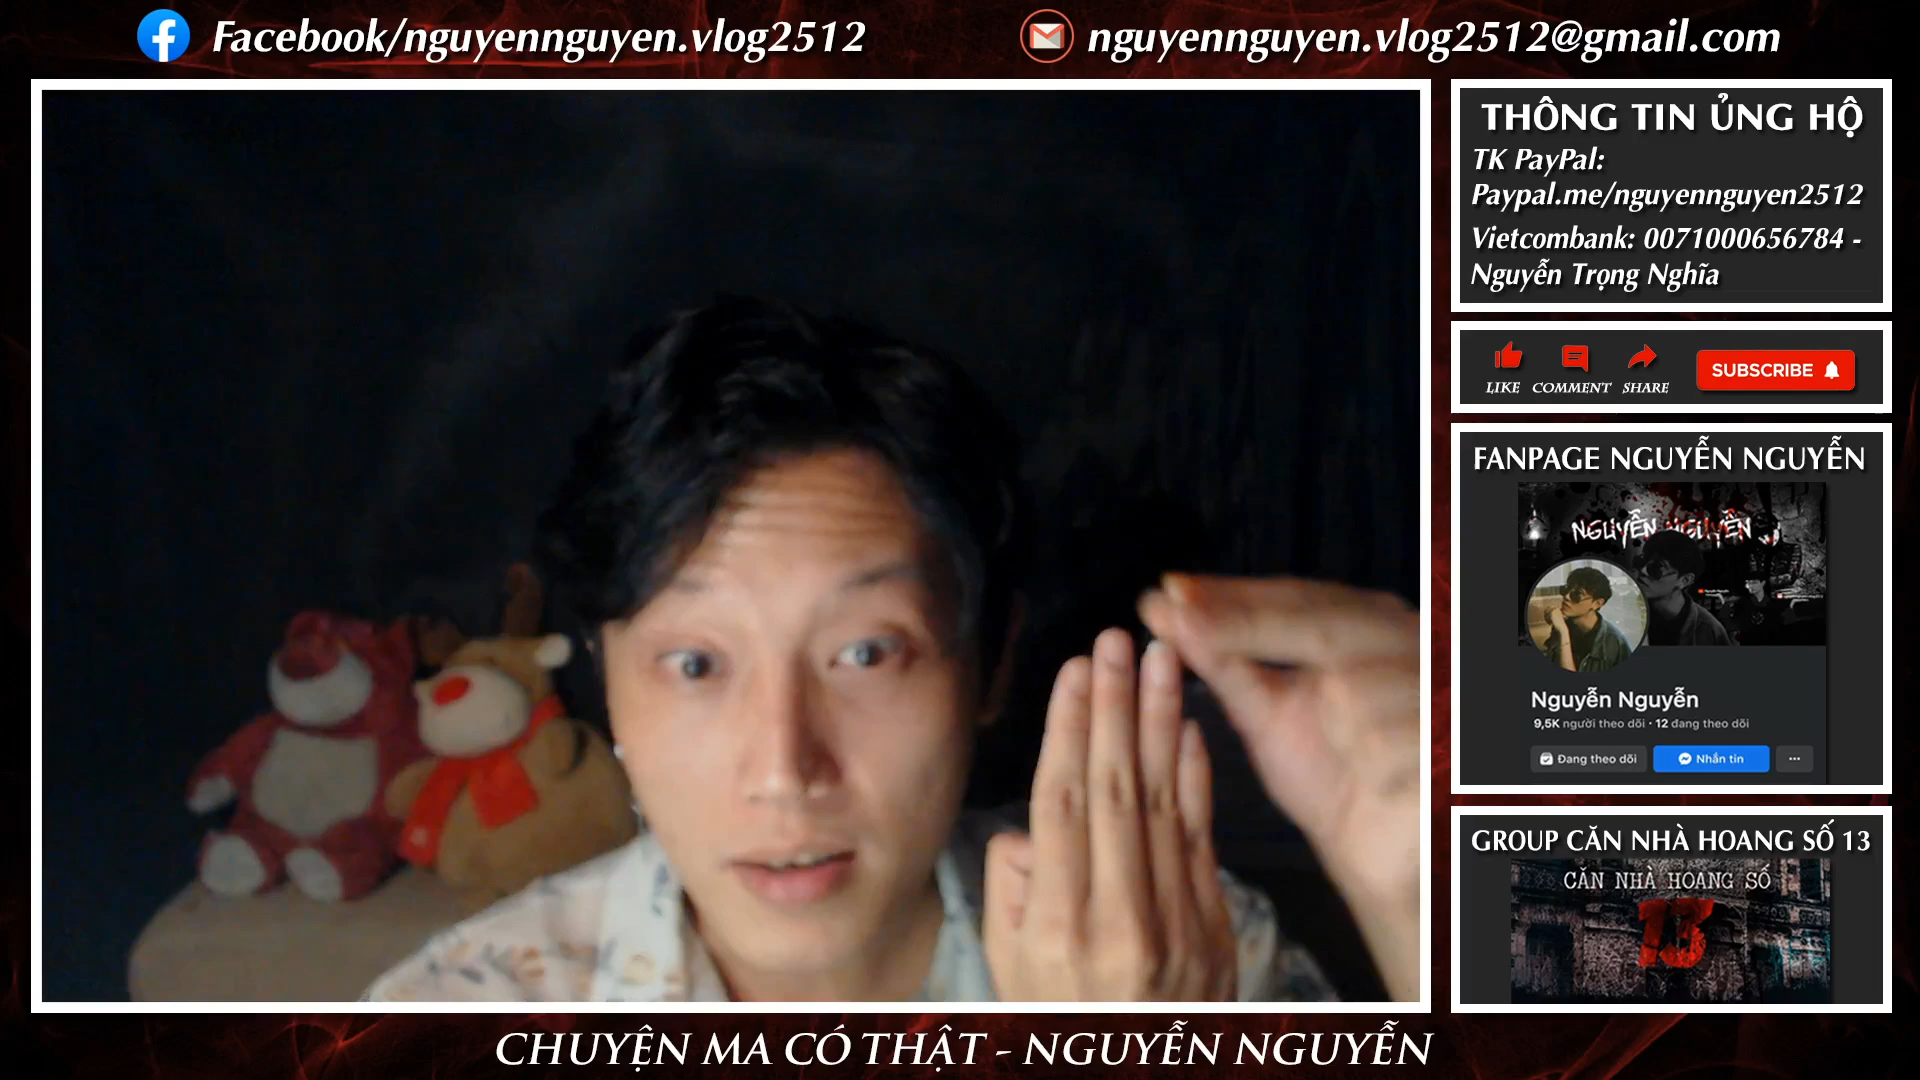 Facebook/nguyennguyen.vlog2512
nguyennguyen.vlog2512@gmail.com
THÔNG TIN ỦNG HỘ
TK PayPal:
Paypal.me/nguyennguyen2512
Vietcombank: 0071000656784 -
Nguyễn Trọng Nghĩa
LIKE COMMENT SHARE
SUBSCRIBE
FANPAGE NGUYỄN NGUYỄN
NGUYỄN NGUYỄN
Nguyễn Nguyễn
9,5K người theo dõi • 12 đang theo dõi
Đang theo dõi
Nhắn tin
GROUP CĂN NHÀ HOANG SỐ 13
CĂN NHÀ HOANG SỐ
13
CHUYỆN MA CÓ THẬT - NGUYỄN NGUYỄN